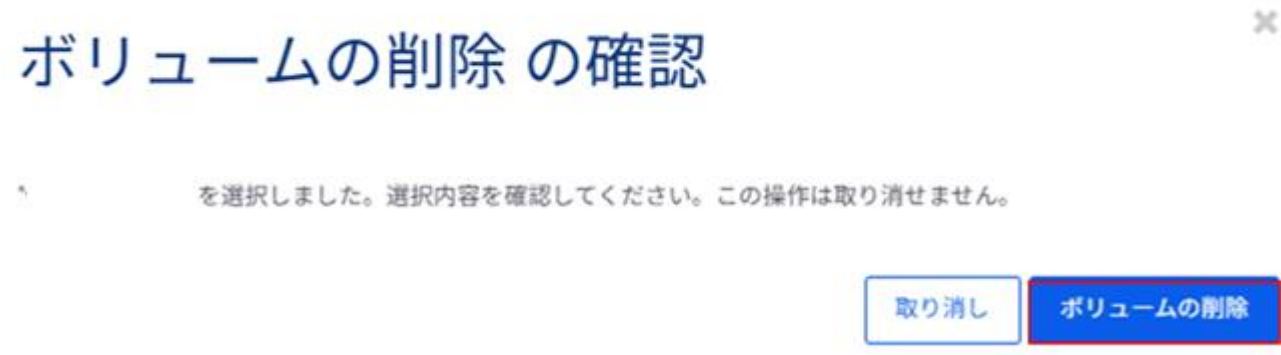 ボリュームの削除 の確認
を選択しました。選択内容を確認してください。この操作は取り消せません。
取り消し
ボリュームの削除